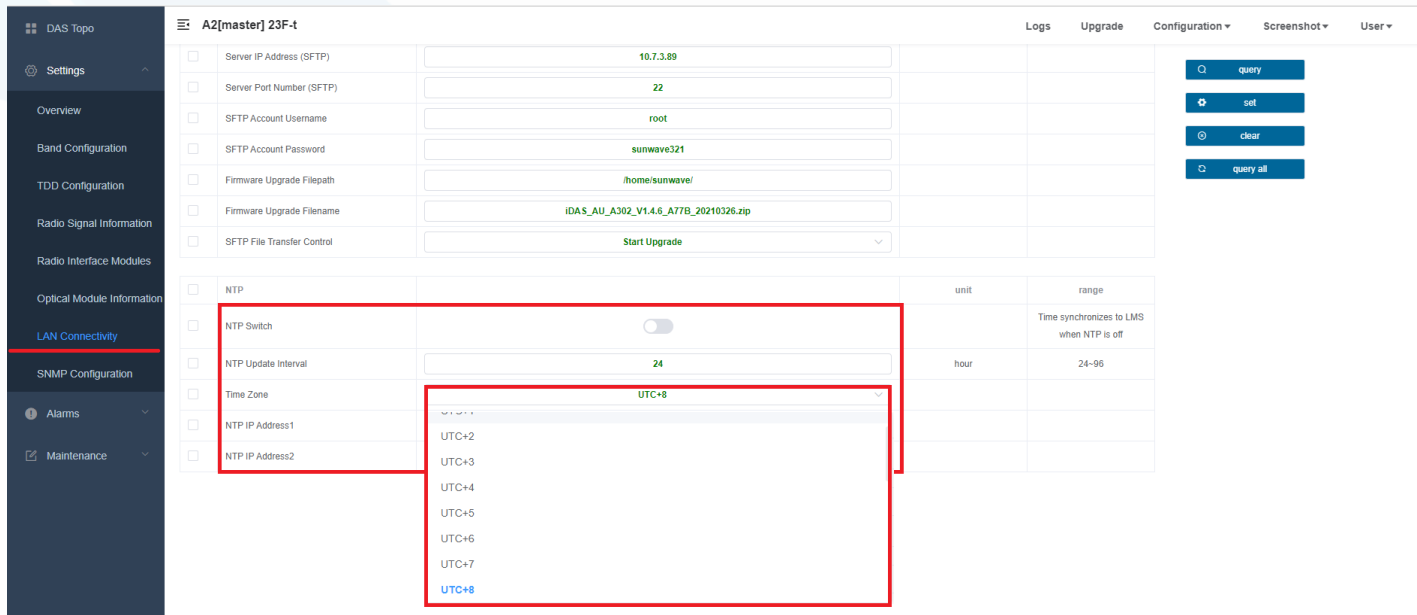 DAS Topo
A2[master] 23F-t
Logs
Upgrade
Configuration
Screenshot
User
Settings
Overview
Band Configuration
TDD Configuration
Radio Signal Information
Radio Interface Modules
Optical Module Information
LAN Connectivity
SNMP Configuration
Alarms
Maintenance
Server IP Address (SFTP)
10.7.3.89
Server Port Number (SFTP)
22
SFTP Account Username
root
SFTP Account Password
sunwave321
Firmware Upgrade Filepath
/home/sunwave/
Firmware Upgrade Filename
iDAS_AU_A302_V1.4.6_A77B_20210326.zip
SFTP File Transfer Control
Start Upgrade
query
set
clear
query all
NTP
unit
range
NTP Switch
Time synchronizes to LMS
when NTP is off
NTP Update Interval
24
hour
24~96
Time Zone
UTC+8
NTP IP Address1
NTP IP Address2
UTC+2
UTC+3
UTC+4
UTC+5
UTC+6
UTC+7
UTC+8